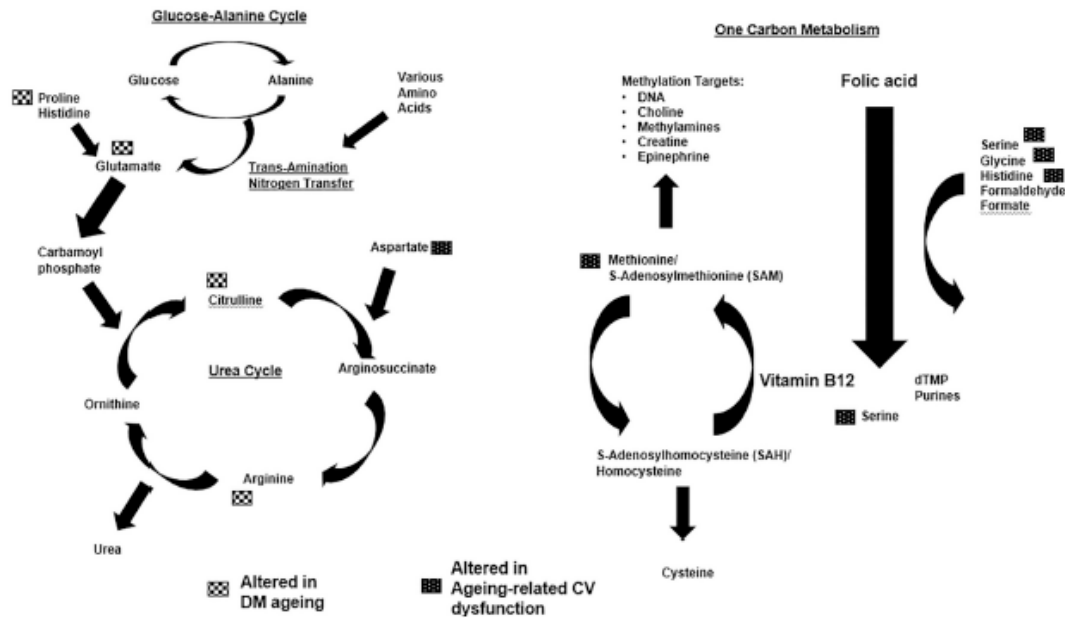 Glucose-Alanine Cycle
Glucose
Alanine
Proline
Histidine
Various
Amino
Acids
Glutamate
Trans-Amination
Nitrogen Transfer
Carbamoyl
phosphate
Aspartate
Citrulline
Urea Cycle
Arginosuccinate
Ornithine
Arginine
Urea
Altered in
DM ageing
Altered in
Ageing-related CV
dysfunction
One Carbon Metabolism
Methylation Targets:
• DNA
• Choline
• Methylamines
• Creatine
• Epinephrine
Folic acid
Serine
Glycine
Histidine
Formaldehyde
Formate
Methionine/
S-Adenosylmethionine (SAM)
Vitamin B12
dTMP
Purines
Serine
S-Adenosylhomocysteine (SAH)/
Homocysteine
Cysteine